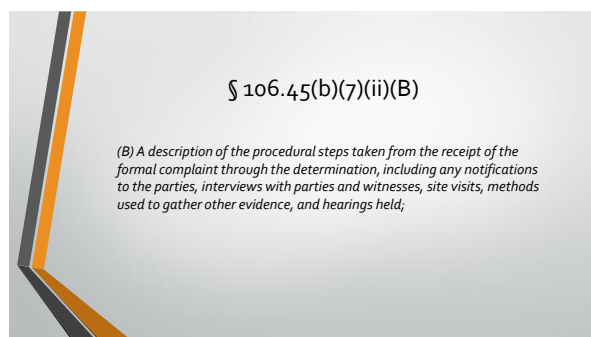 § 106.45(b)(7)(ii)(B)
(B) A description of the procedural steps taken from the receipt of the
formal complaint through the determination, including any notifications
to the parties, interviews with parties and witnesses, site visits, methods
used to gather other evidence, and hearings held;